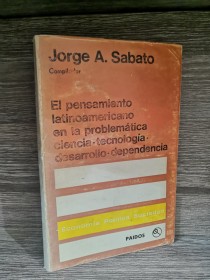 Jorge A. Sabato
El pensamiento
latinoamericano
en la problemática
ciencia·tecnología·
desarrollo·dependencia
PAIDOS